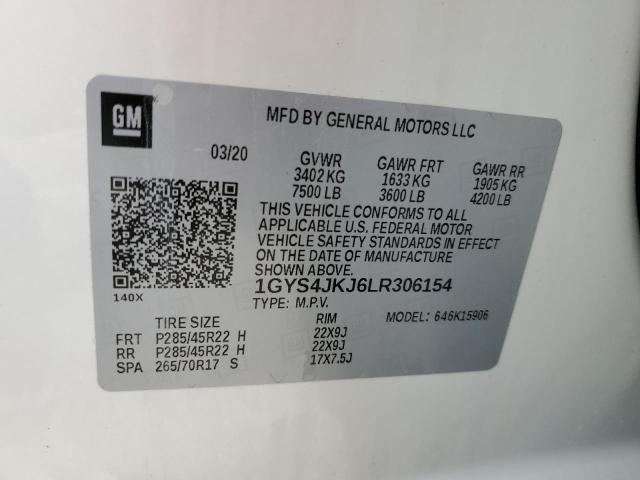 GM
MFD BY GENERAL MOTORS LLC
03/20 GVWR GAWR FRT GAWR RR
3402 KG 1633 KG 1905 KG
7500 LB 3600 LB 4200 LB
THIS VEHICLE CONFORMS TO ALL
APPLICABLE U.S. FEDERAL MOTOR
VEHICLE SAFETY STANDARDS IN EFFECT
ON THE DATE OF MANUFACTURE
SHOWN ABOVE.
140X
1GYS4JKJ6LR306154
TYPE: M.P.V. MODEL: 646K15906
TIRE SIZE RIM
FRT P285/45R22 H 22X9J
RR P285/45R22 H 22X9J
SPA 265/70R17 S 17X7.5J